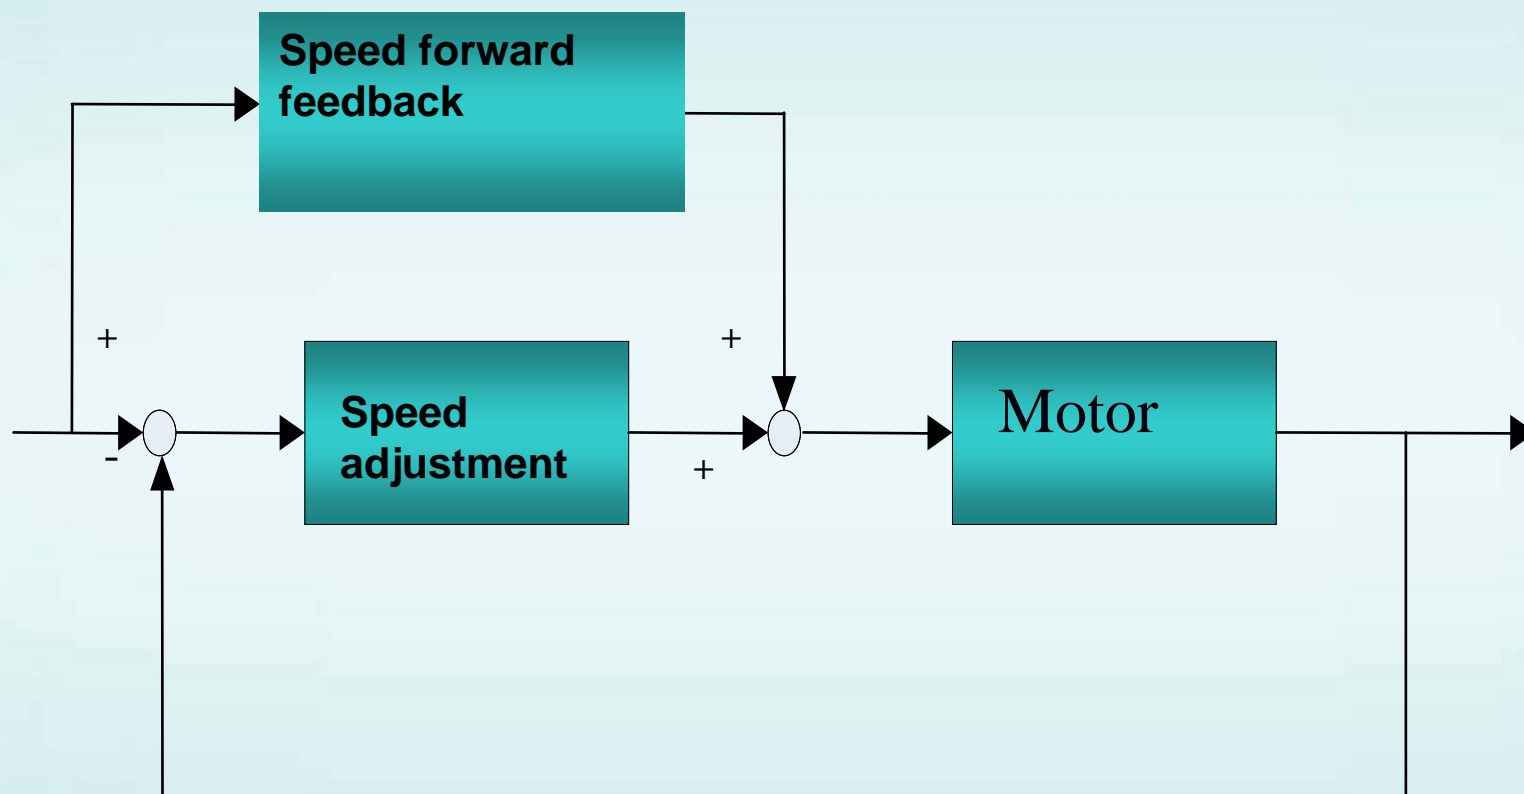 Speed forward
feedback
+
+
Speed
adjustment
Motor
-
+